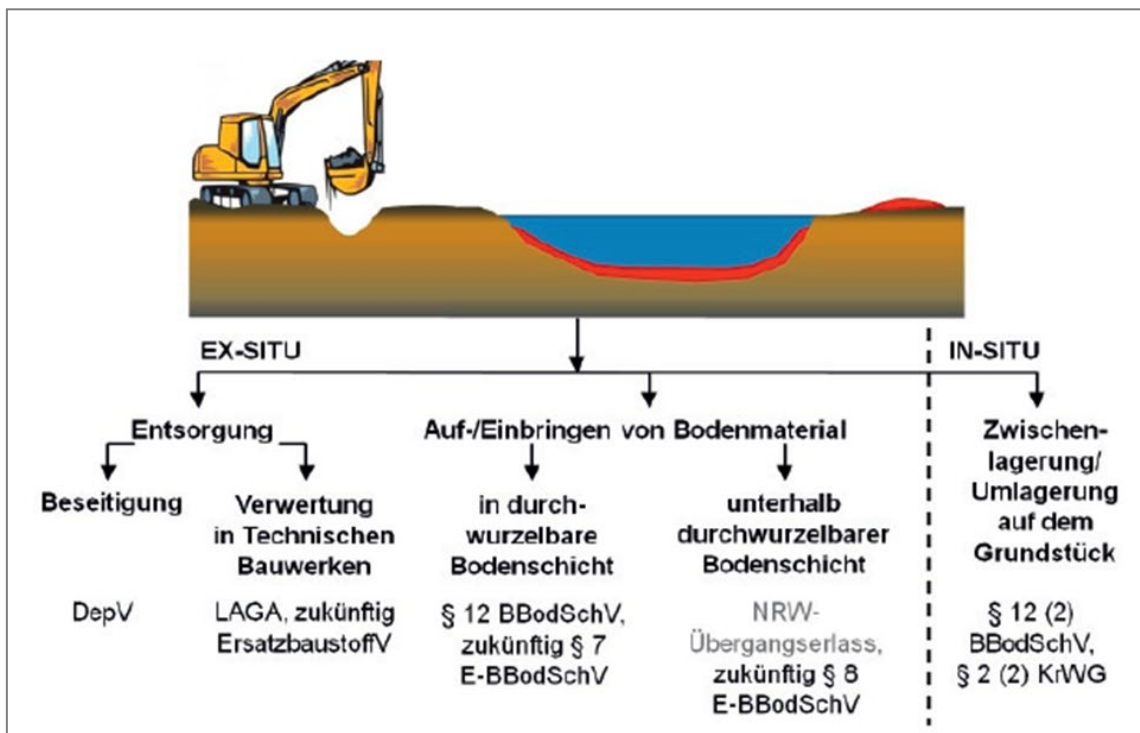 EX-SITU
IN-SITU
Entsorgung
Auf-/Einbringen von Bodenmaterial
Beseitigung
DepV
Verwertung
in Technischen
Bauwerken
LAGA, zukünftig
ErsatzbaustoffV
in durch-
wurzelbare
Bodenschicht
§ 12 BBodSchV,
zukünftig § 7
E-BBodSchV
unterhalb
durchwurzelbarer
Bodenschicht
NRW-
Übergangserlass,
zukünftig § 8
E-BBodSchV
Zwischen-
lagerung/
Umlagerung
auf dem
Grundstück
§ 12 (2)
BBodSchV,
§ 2 (2) KrWG